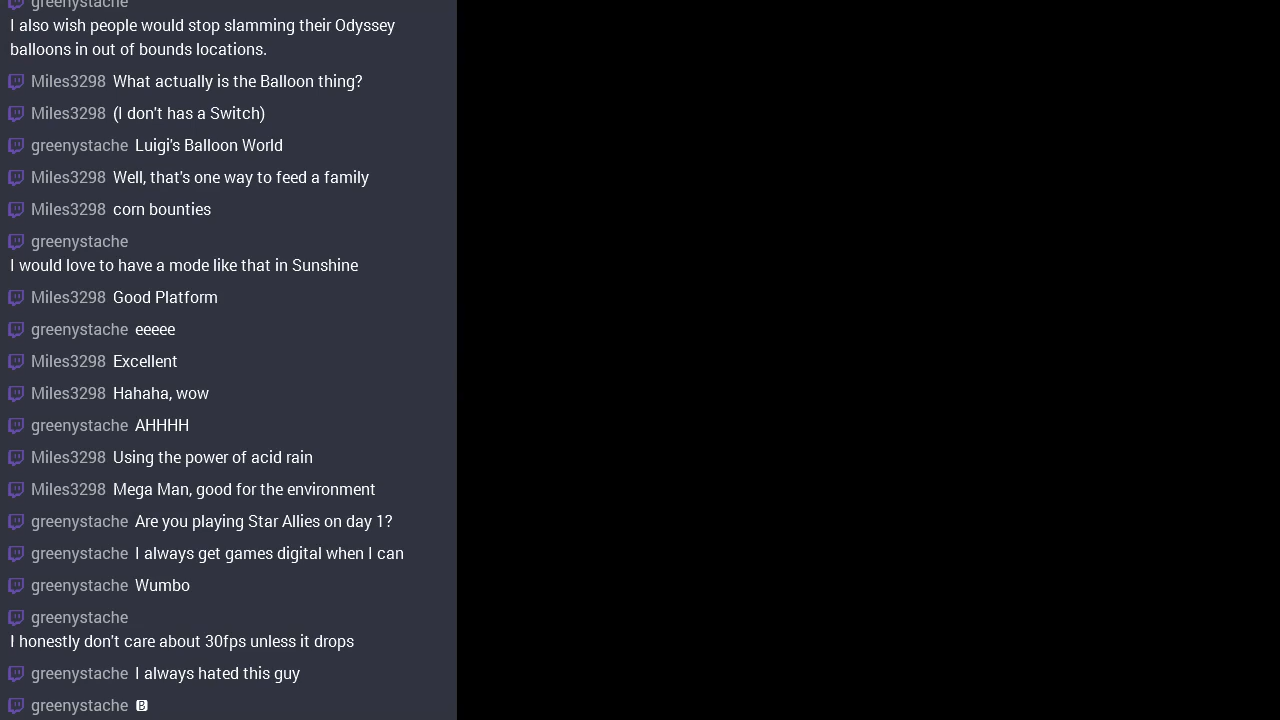 greenystache
I also wish people would stop slamming their Odyssey
balloons in out of bounds locations.
Miles3298 What actually is the Balloon thing?
Miles3298 (I don't has a Switch)
greenystache Luigi's Balloon World
Miles3298 Well, that's one way to feed a family
Miles3298 corn bounties
greenystache
I would love to have a mode like that in Sunshine
Miles3298 Good Platform
greenystache eeeee
Miles3298 Excellent
Miles3298 Hahaha, wow
greenystache AHHHH
Miles3298 Using the power of acid rain
Miles3298 Mega Man, good for the environment
greenystache Are you playing Star Allies on day 1?
greenystache I always get games digital when I can
greenystache Wumbo
greenystache
I honestly don't care about 30fps unless it drops
greenystache I always hated this guy
greenystache 🅱